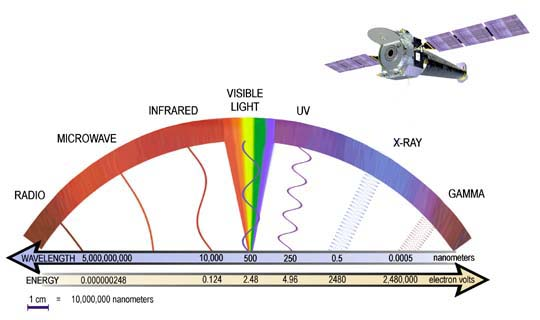 VISIBLE
LIGHT
INFRARED
UV
MICROWAVE
X-RAY
RADIO
GAMMA
WAVELENGTH 5,000,000,000 10,000 500 250 0.5 0.0005 nanometers
ENERGY 0.000000248 0.124 2.48 4.96 2480 2,480,000 electron volts
1 cm = 10,000,000 nanometers